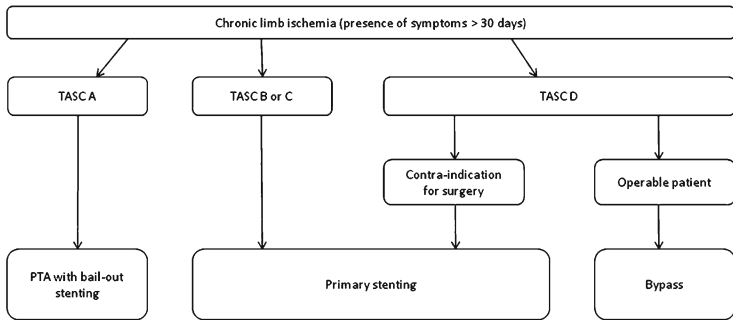 Chronic limb ischemia (presence of symptoms > 30 days)
TASC A
TASC B or C
TASC D
Contra-indication
for surgery
Operable patient
PTA with bail-out
stenting
Primary stenting
Bypass